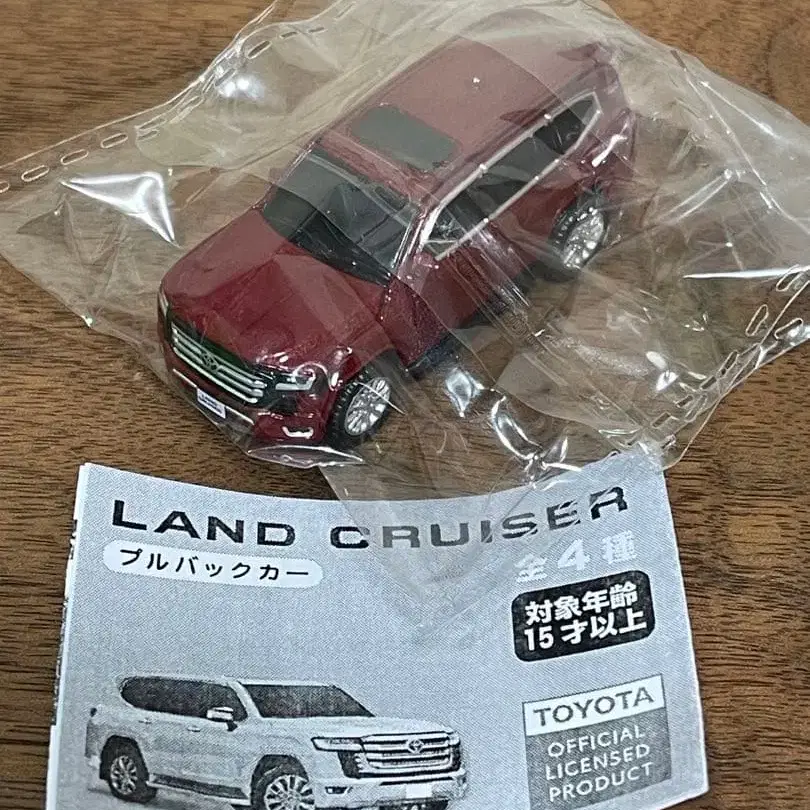 LAND CRUISER
プルバックカー
全4種
対象年齢
15才以上
TOYOTA
OFFICIAL
LICENSED
PRODUCT